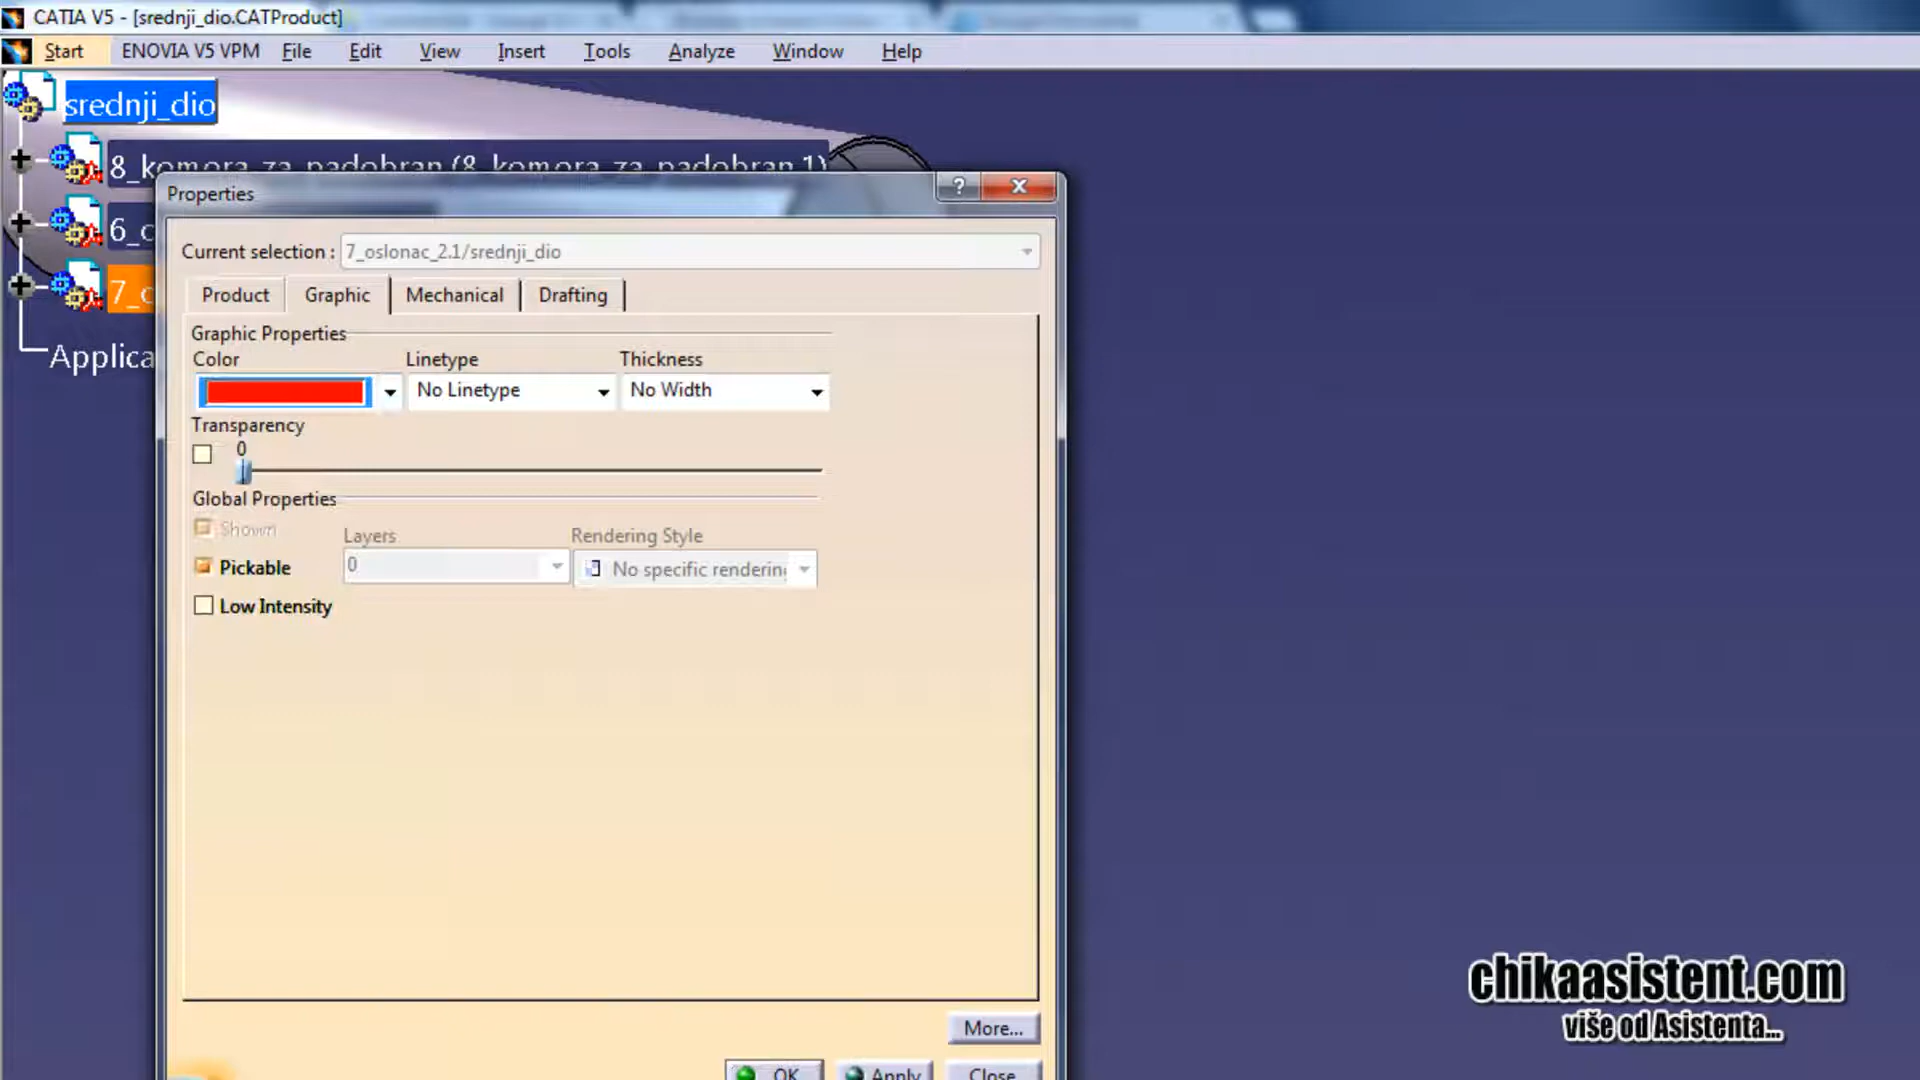 CATIA V5 - [srednji_dio.CATProduct]
Start ENOVIA V5 VPM File Edit View Insert Tools Analyze Window Help
srednji_dio
8_komora_za_padobran (8_komora_za_padobran.1)
Properties
6_c
Current selection : 7_oslonac_2.1/srednji_dio
7_c
Product Graphic Mechanical Drafting
Graphic Properties
Applica
Color Linetype Thickness
No Linetype No Width
Transparency
0
Global Properties
Shown
Layers Rendering Style
Pickable 0 No specific renderin
Low Intensity
More...
OK Apply Close
chikaasistent.com
više od Asistenta...